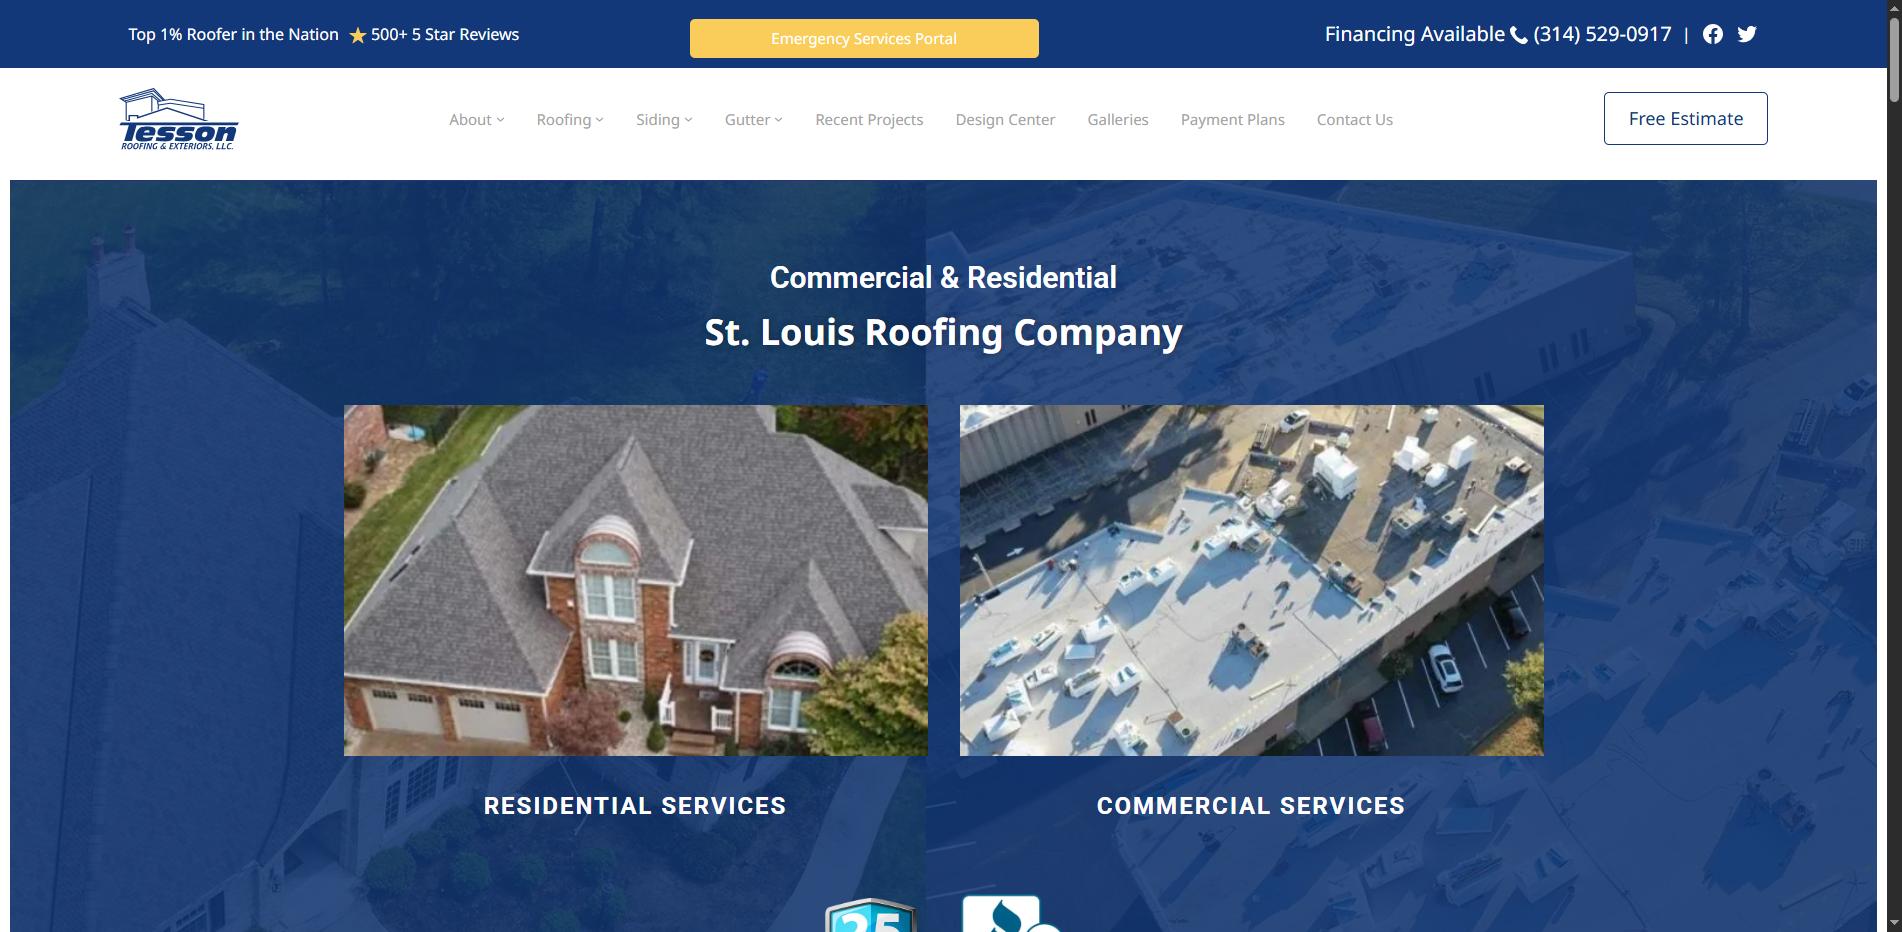 Top 1% Roofer in the Nation ⭐ 500+ 5 Star Reviews
Emergency Services Portal
Financing Available (314) 529-0917 |
Tesson
ROOFING & EXTERIORS, LLC.
About
Roofing
Siding
Gutter
Recent Projects
Design Center
Galleries
Payment Plans
Contact Us
Free Estimate
Commercial & Residential
St. Louis Roofing Company
RESIDENTIAL SERVICES
COMMERCIAL SERVICES
25